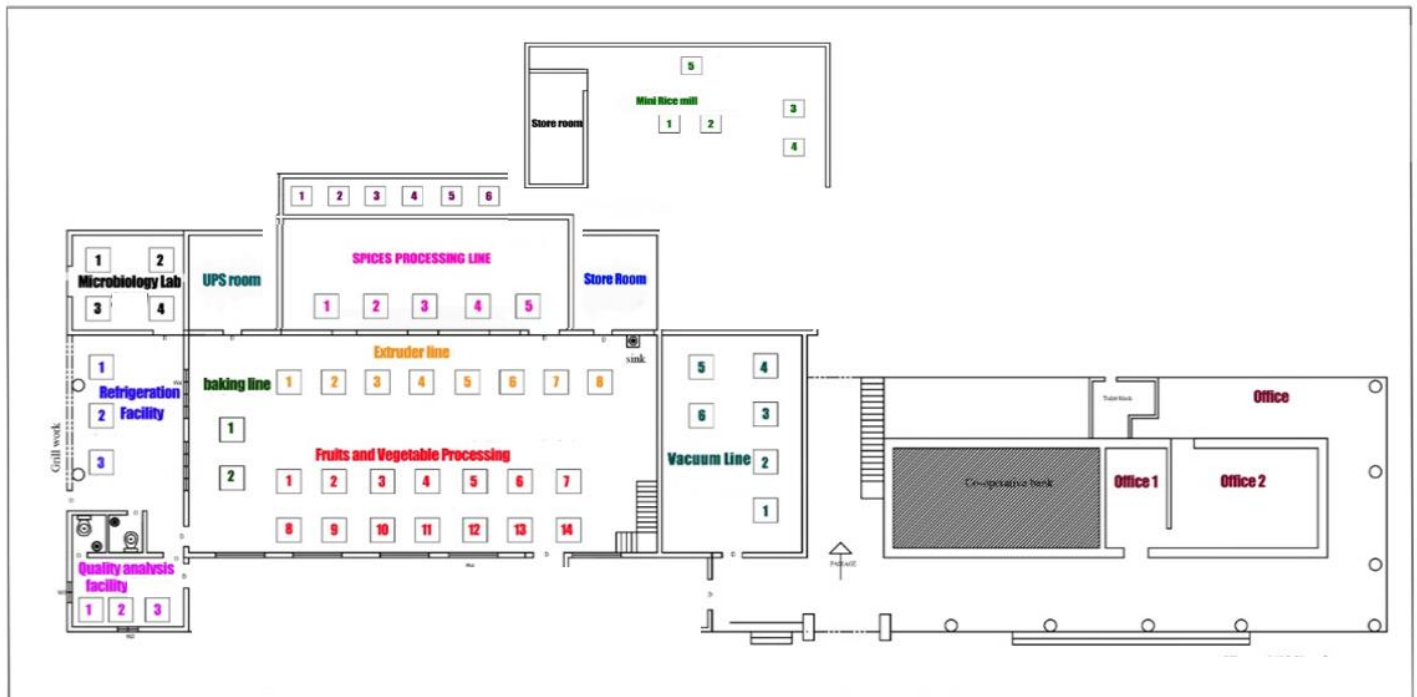 5
Mini Rice mill
3
Store room
1 2
4
1 2 3 4 5 6
1 2
Microbiology Lab
3 4
UPS room
SPICES PROCESSING LINE
1 2 3 4 5
Store Room
Extruder line
1 2 3 4 5 6 7 8
sink
baking line
1
2
1
Refrigeration
Facility
2
3
Grill work
Fruits and Vegetable Processing
1 2 3 4 5 6 7
8 9 10 11 12 13 14
5 4
6 3
Vacuum Line
2
1
Office
Co-operative bank
Office 1
Office 2
PASSAGE
Quality analysis
facility
1 2 3